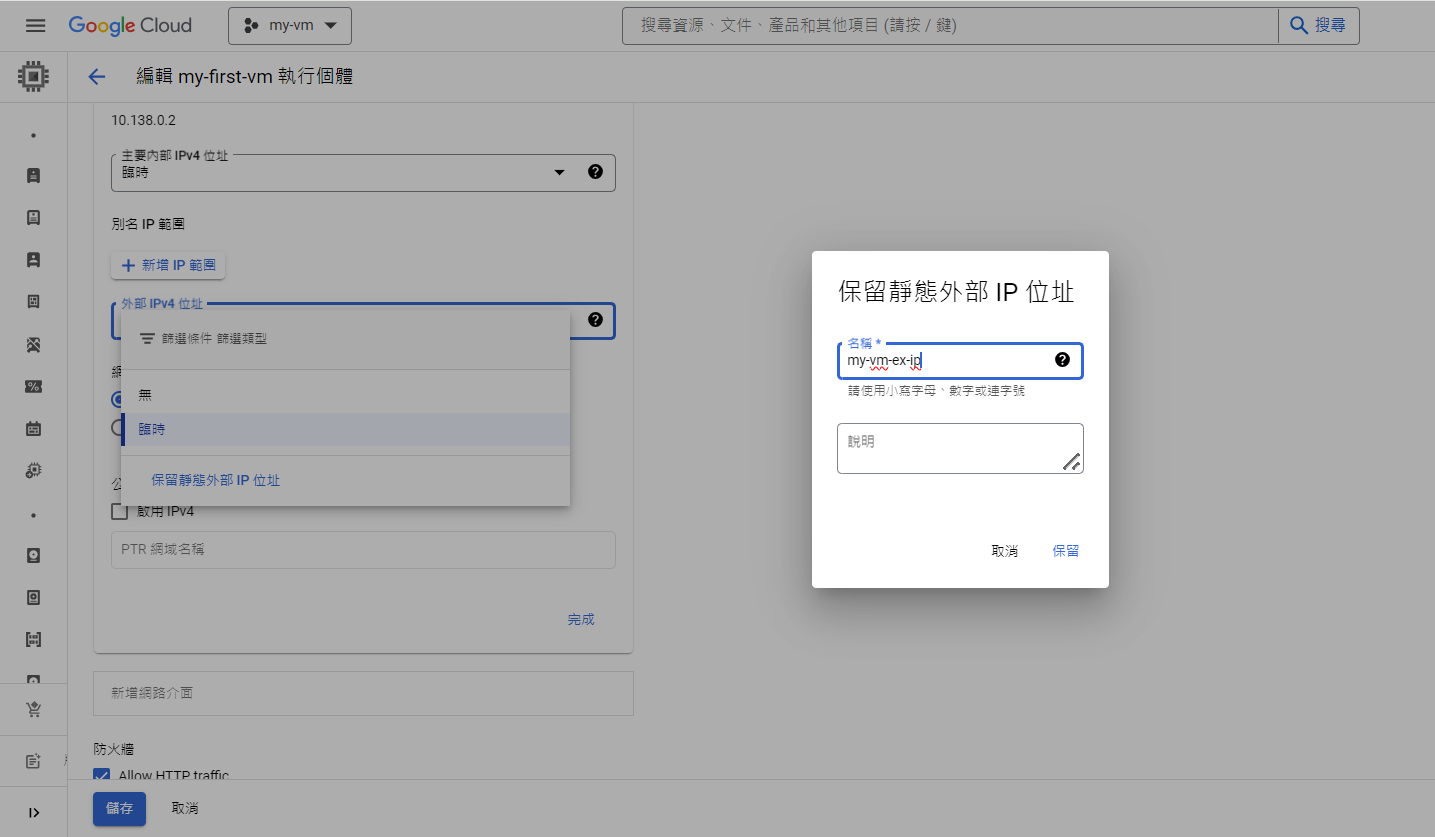 Google Cloud
my-vm
搜尋資源、文件、產品和其他項目 (請按 / 鍵)
搜尋
編輯 my-first-vm 執行個體
10.138.0.2
主要內部 IPv4 位址
臨時
別名 IP 範圍
新增 IP 範圍
外部 IPv4 位址
篩選條件 篩選類型
無
臨時
保留靜態外部 IP 位址
啟用 IPv4
PTR 網域名稱
完成
新增網路介面
防火牆
Allow HTTP traffic
儲存
取消
保留靜態外部 IP 位址
名稱 *
my-vm-ex-ip
請使用小寫字母、數字或連字號
說明
取消
保留